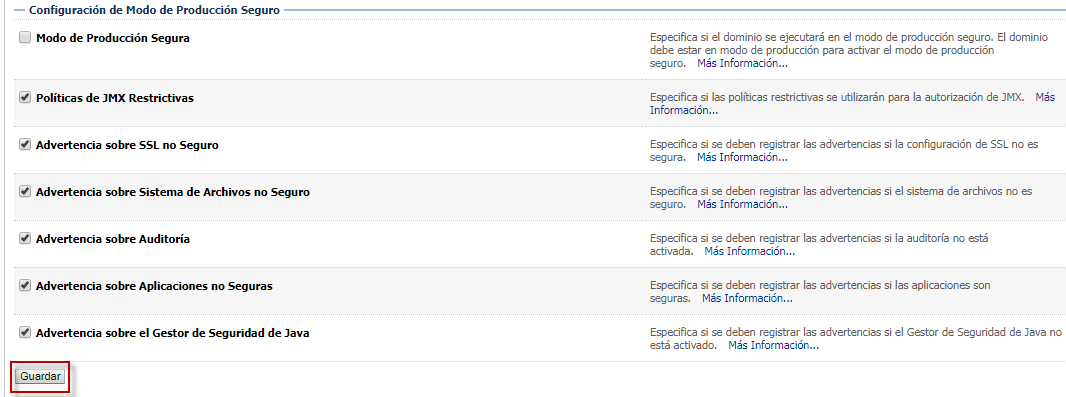 Configuración de Modo de Producción Seguro
Modo de Producción Segura
Especifica si el dominio se ejecutará en el modo de producción seguro. El dominio
debe estar en modo de producción para activar el modo de producción
seguro. Más Información...
Políticas de JMX Restrictivas
Especifica si las políticas restrictivas se utilizarán para la autorización de JMX. Más
Información...
Advertencia sobre SSL no Seguro
Especifica si se deben registrar las advertencias si la configuración de SSL no es
segura. Más Información...
Advertencia sobre Sistema de Archivos no Seguro
Especifica si se deben registrar las advertencias si el sistema de archivos no es
seguro. Más Información...
Advertencia sobre Auditoría
Especifica si se deben registrar las advertencias si la auditoría no está
activada. Más Información...
Advertencia sobre Aplicaciones no Seguras
Especifica si se deben registrar las advertencias si las aplicaciones son
seguras. Más Información...
Advertencia sobre el Gestor de Seguridad de Java
Especifica si se deben registrar las advertencias si el Gestor de Seguridad de Java no
está activado. Más Información...
Guardar